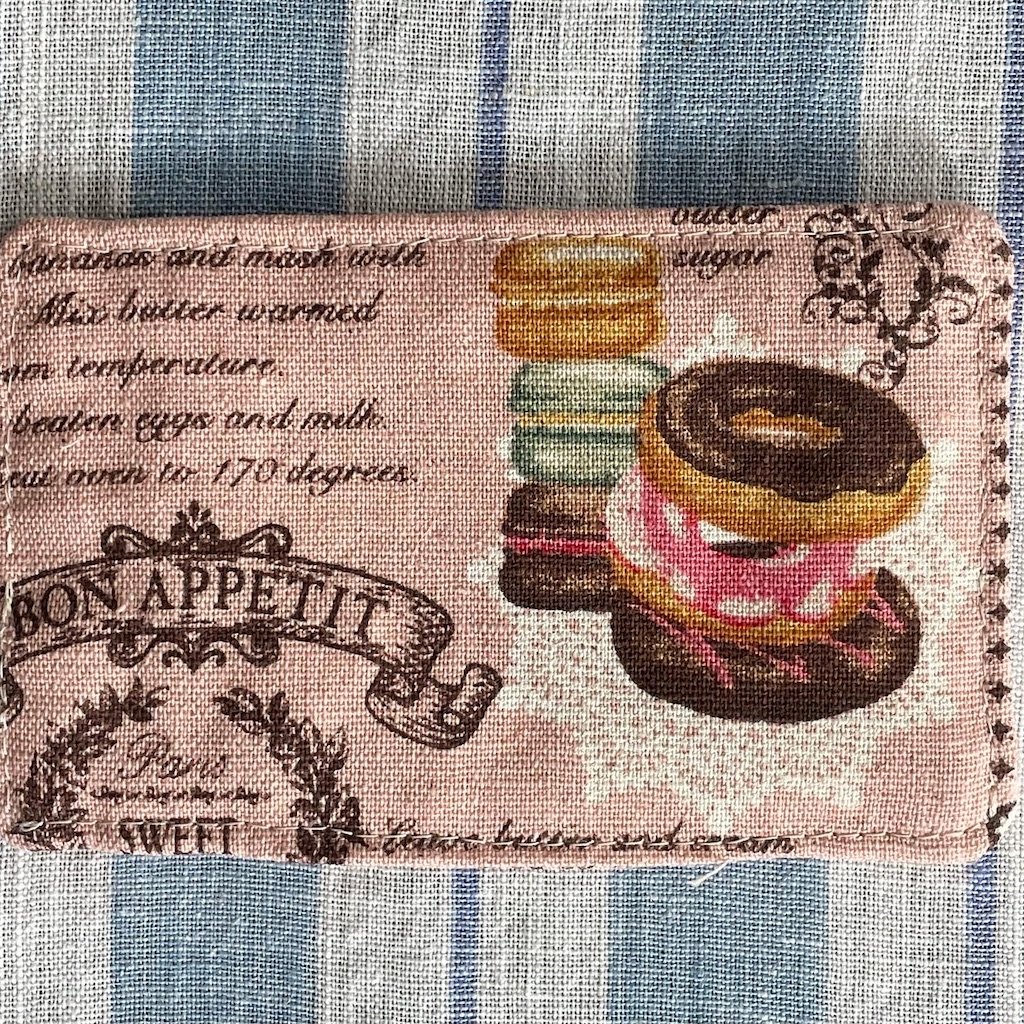 butter
bananas and mash with
sugar
Mix butter warmed
temperature.
beaten eggs and milk.
oven to 170 degrees.
BON APPETIT
Paris
SWEET
butter and cream